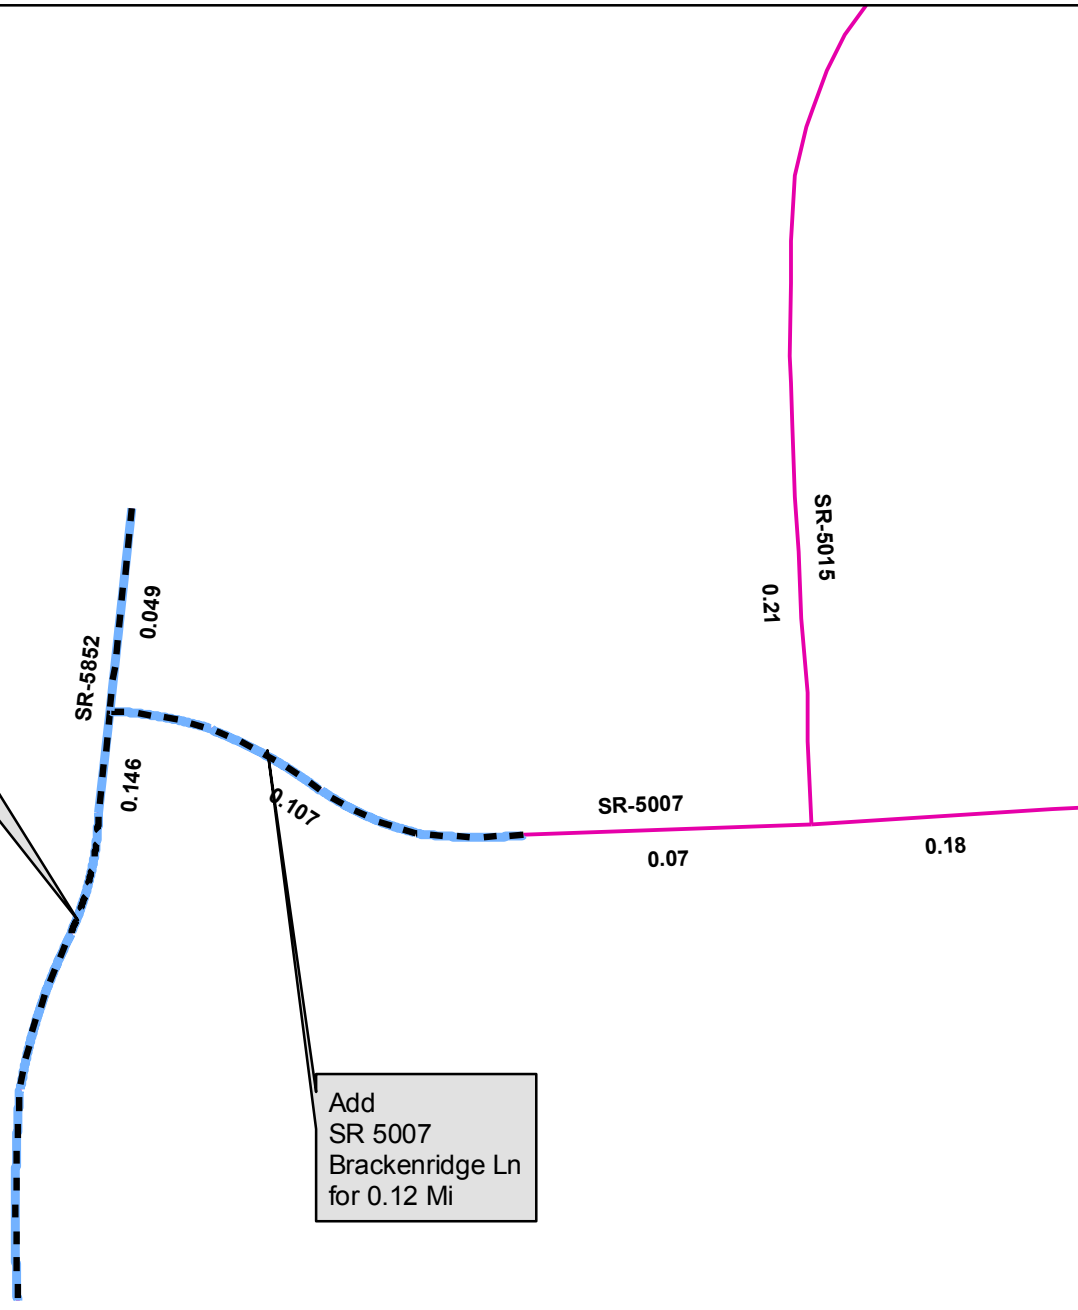 SR-5015
0.21
0.049
SR-5852
0.146
0.107
SR-5007
0.07
0.18
Add
SR 5007
Brackenridge Ln
for 0.12 Mi